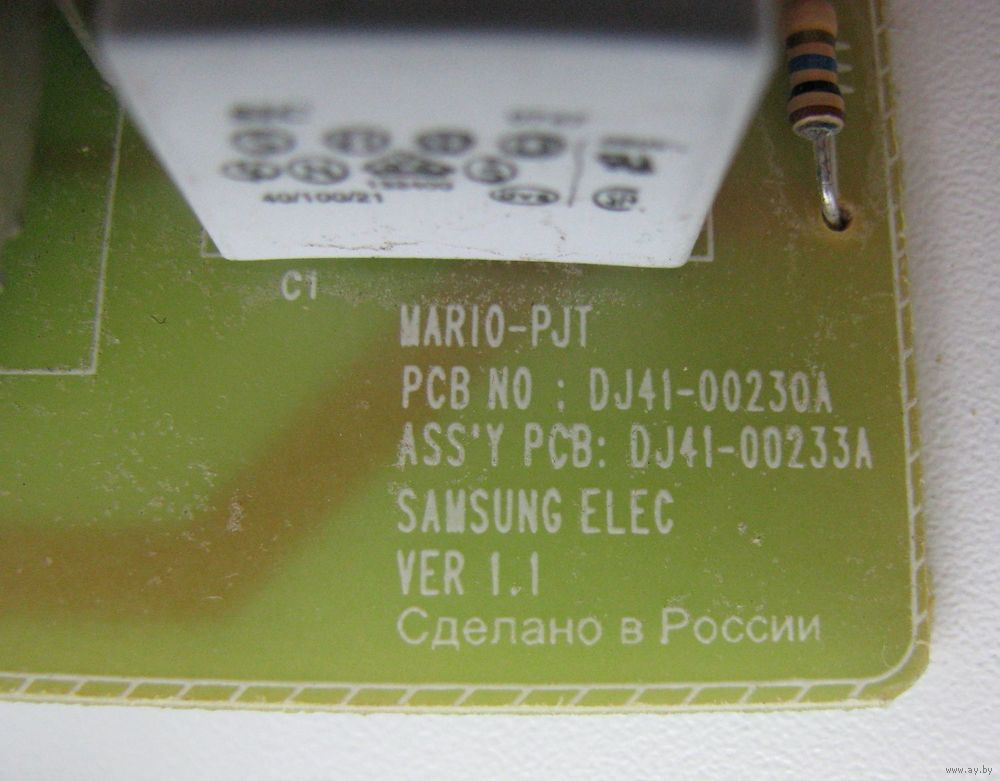 40/100/21
C1
MARIO-PJT
PCB NO : DJ41-00230A
ASS'Y PCB: DJ41-00233A
SAMSUNG ELEC
VER 1.1
Сделано в России
www.ay.by